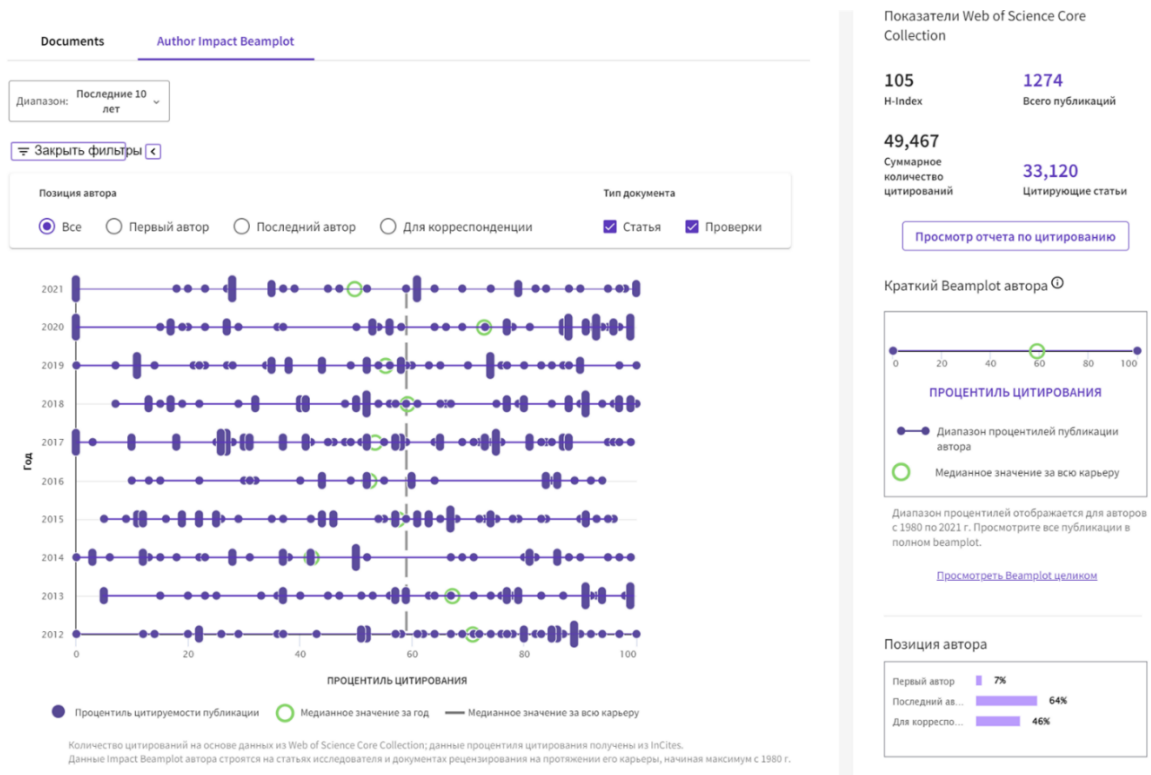 Documents
Author Impact Beamplot
Диапазон:
Последние 10
лет
Закрыть фильтры
Позиция автора
Тип документа
Все
Первый автор
Последний автор
Для корреспонденции
Статья
Проверки
Год
2021
2020
2019
2018
2017
2016
2015
2014
2013
2012
0 20 40 60 80 100
ПРОЦЕНТИЛЬ ЦИТИРОВАНИЯ
Процентиль цитируемости публикации
Медианное значение за год
Медианное значение за всю карьеру
Количество цитирований на основе данных из Web of Science Core Collection; данные процентиля цитирования получены из InCites.
Данные Impact Beamplot автора строятся на статьях исследователя и документах рецензирования на протяжении его карьеры, начиная максимум с 1980 г.
Показатели Web of Science Core
Collection
105
H-Index
1274
Всего публикаций
49,467
Суммарное
количество
цитирований
33,120
Цитирующие статьи
Просмотр отчета по цитированию
Краткий Beamplot автора
0 20 40 60 80 100
ПРОЦЕНТИЛЬ ЦИТИРОВАНИЯ
Диапазон процентилей публикации
автора
Медианное значение за всю карьеру
Диапазон процентилей отображается для авторов
с 1980 по 2021 г. Просмотрите все публикации в
полном beamplot.
Просмотреть Beamplot целиком
Позиция автора
Первый автор 7%
Последний ав... 64%
Для корреспо... 46%